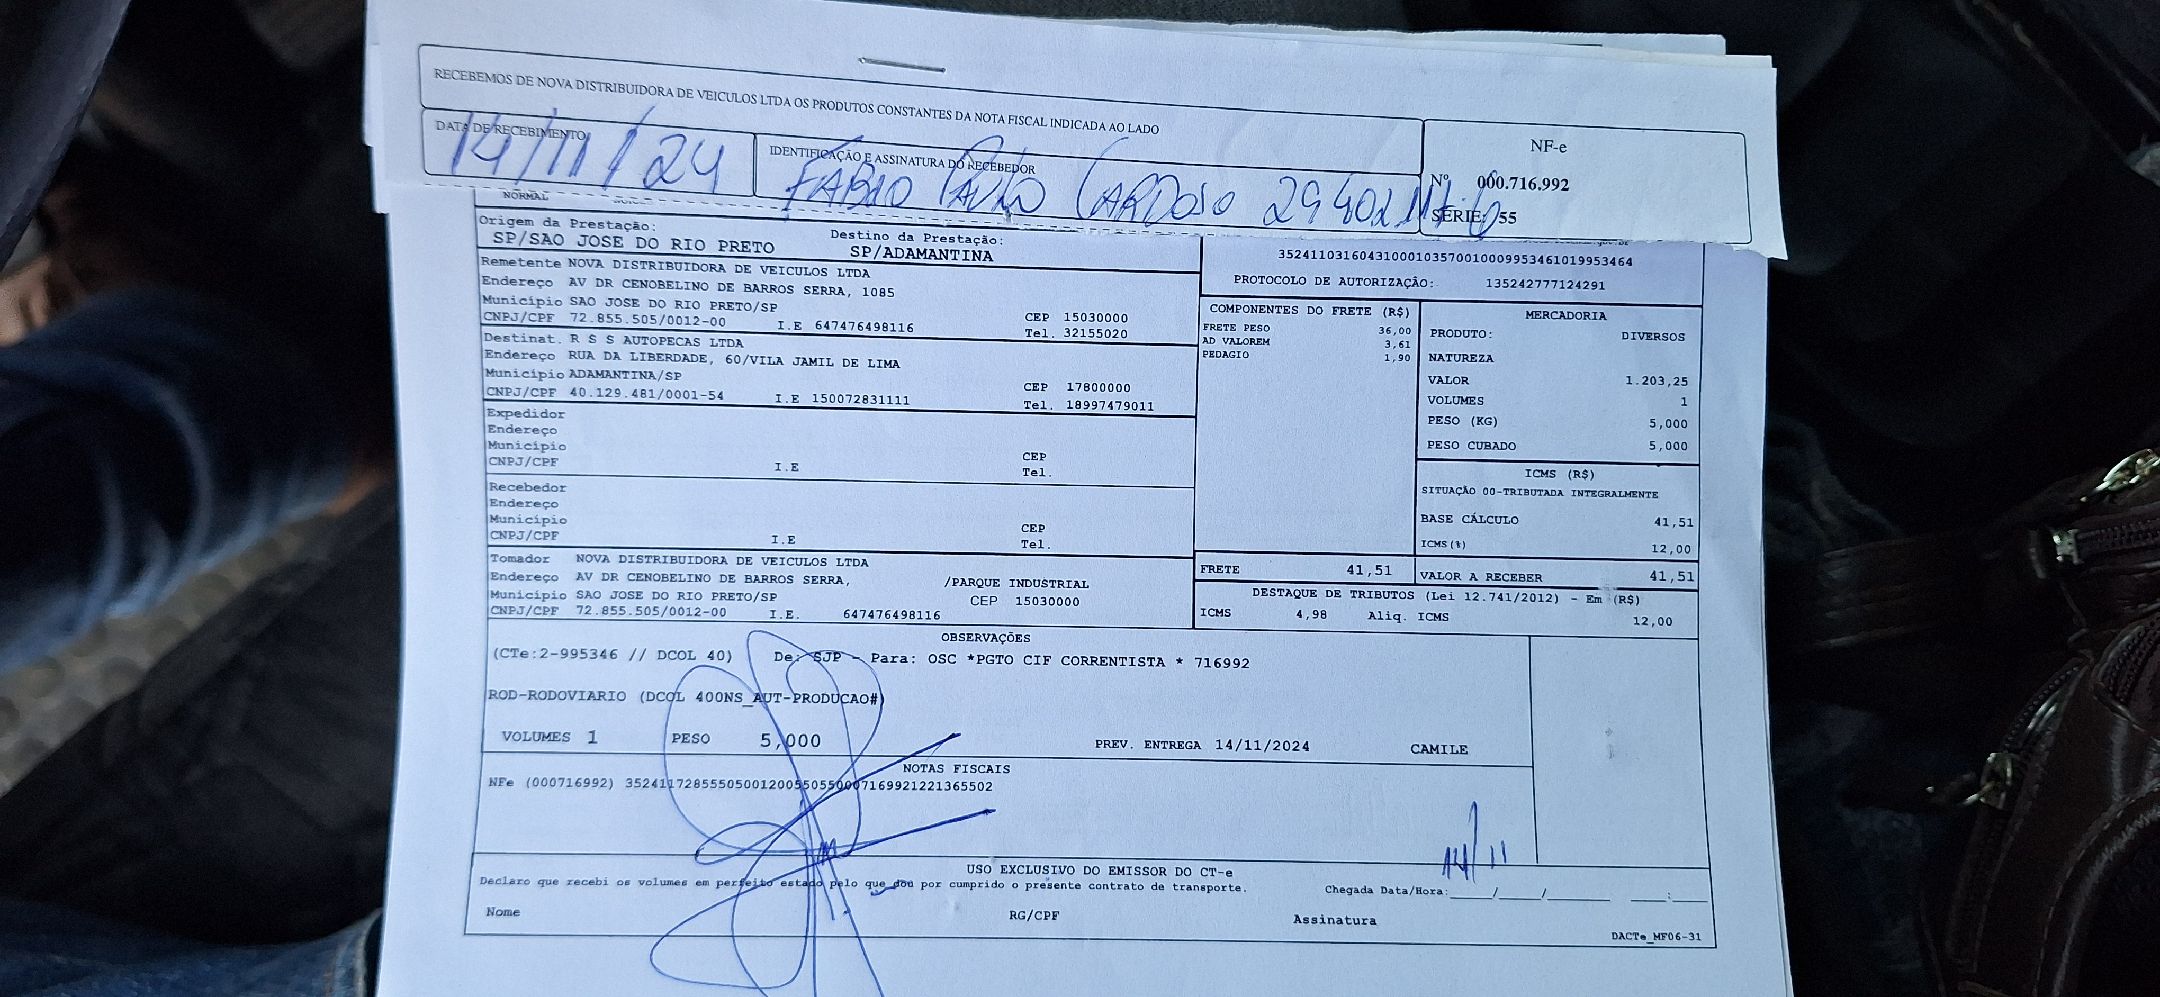 RECEBEMOS DE NOVA DISTRIBUIDORA DE VEICULOS LTDA OS PRODUTOS CONSTANTES DA NOTA FISCAL INDICADA AO LADO
DATA DE RECEBIMENTO
14/11/24
IDENTIFICAÇÃO E ASSINATURA DO RECEBEDOR
FABIO PAULO CARDOSO
NF-e
Nº 000.716.992
SÉRIE: 55
NORMAL
Origem da Prestação:
SP/SAO JOSE DO RIO PRETO
Destino da Prestação:
SP/ADAMANTINA
Remetente NOVA DISTRIBUIDORA DE VEICULOS LTDA
Endereço AV DR CENOBELINO DE BARROS SERRA, 1085
Município SAO JOSE DO RIO PRETO/SP CEP 15030000
CNPJ/CPF 72.855.505/0012-00 I.E 647476498116 Tel. 32155020
Destinat. R S S AUTOPECAS LTDA
Endereço RUA DA LIBERDADE, 60/VILA JAMIL DE LIMA
Município ADAMANTINA/SP CEP 17800000
CNPJ/CPF 40.129.481/0001-54 I.E 150072831111 Tel. 18997479011
Expedidor
Endereço
Município CEP
CNPJ/CPF I.E Tel.
Recebedor
Endereço
Município CEP
CNPJ/CPF I.E Tel.
Tomador NOVA DISTRIBUIDORA DE VEICULOS LTDA
Endereço AV DR CENOBELINO DE BARROS SERRA, /PARQUE INDUSTRIAL
Município SAO JOSE DO RIO PRETO/SP CEP 15030000
CNPJ/CPF 72.855.505/0012-00 I.E. 647476498116
35241103160431000103570010009953461019953464
PROTOCOLO DE AUTORIZAÇÃO: 135242777124291
COMPONENTES DO FRETE (R$)
FRETE PESO 36,00
AD VALOREM 3,61
PEDAGIO 1,90
MERCADORIA
PRODUTO: DIVERSOS
NATUREZA
VALOR 1.203,25
VOLUMES 1
PESO (KG) 5,000
PESO CUBADO 5,000
ICMS (R$)
SITUAÇÃO 00-TRIBUTADA INTEGRALMENTE
BASE CÁLCULO 41,51
ICMS(%) 12,00
FRETE 41,51
VALOR A RECEBER 41,51
DESTAQUE DE TRIBUTOS (Lei 12.741/2012) - Em (R$)
ICMS 4,98 Aliq. ICMS 12,00
OBSERVAÇÕES
(CTe:2-995346 // DCOL 40) De: SJP - Para: OSC *PGTO CIF CORRENTISTA * 716992
ROD-RODOVIARIO (DCOL 400NS_AUT-PRODUCAO#)
VOLUMES 1 PESO 5,000 PREV. ENTREGA 14/11/2024 CAMILE
NOTAS FISCAIS
NFe (000716992) 35241172855505001200550550007169921221365502
14/11
USO EXCLUSIVO DO EMISSOR DO CT-e
Declaro que recebi os volumes em perfeito estado pelo que dou por cumprido o presente contrato de transporte. Chegada Data/Hora:____/____/______ ____:____
Nome RG/CPF Assinatura
DACTe_MF06-31